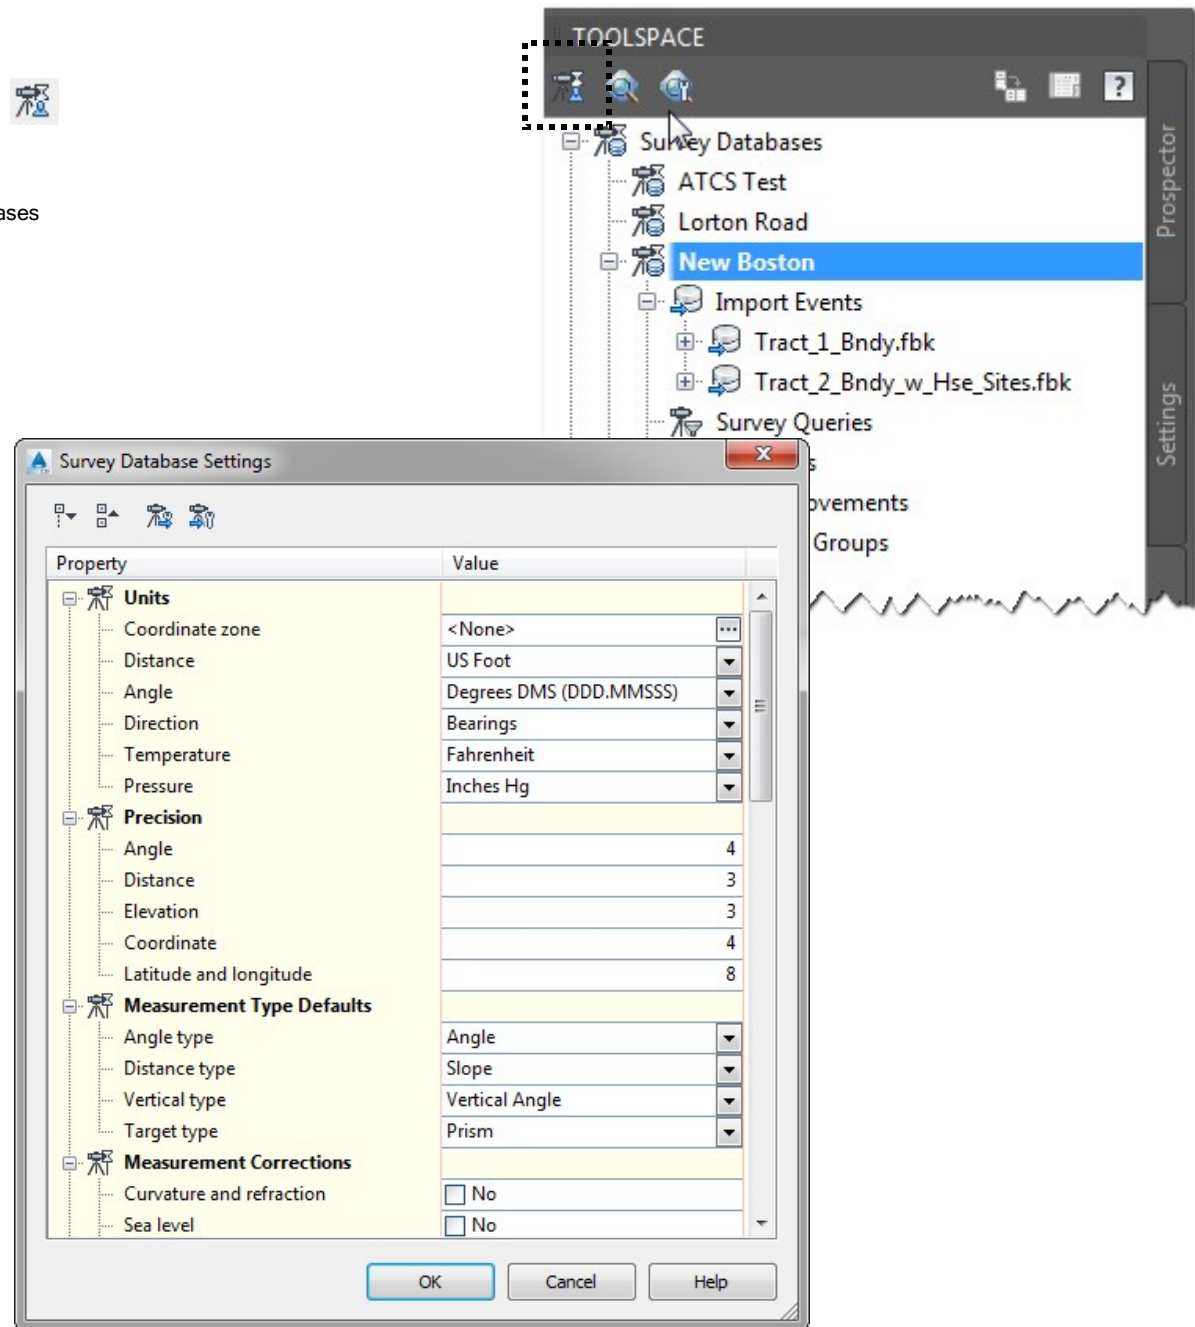 TOOLSPACE
?
Survey Databases
ATCS Test
Lorton Road
New Boston
Import Events
Tract_1_Bndy.fbk
Tract_2_Bndy_w_Hse_Sites.fbk
Survey Queries
s
ovements
Groups
Prospector
Settings
ases
Survey Database Settings
Property Value
Units
Coordinate zone <None> ...
Distance US Foot
Angle Degrees DMS (DDD.MMSSS)
Direction Bearings
Temperature Fahrenheit
Pressure Inches Hg
Precision
Angle 4
Distance 3
Elevation 3
Coordinate 4
Latitude and longitude 8
Measurement Type Defaults
Angle type Angle
Distance type Slope
Vertical type Vertical Angle
Target type Prism
Measurement Corrections
Curvature and refraction No
Sea level No
OK Cancel Help